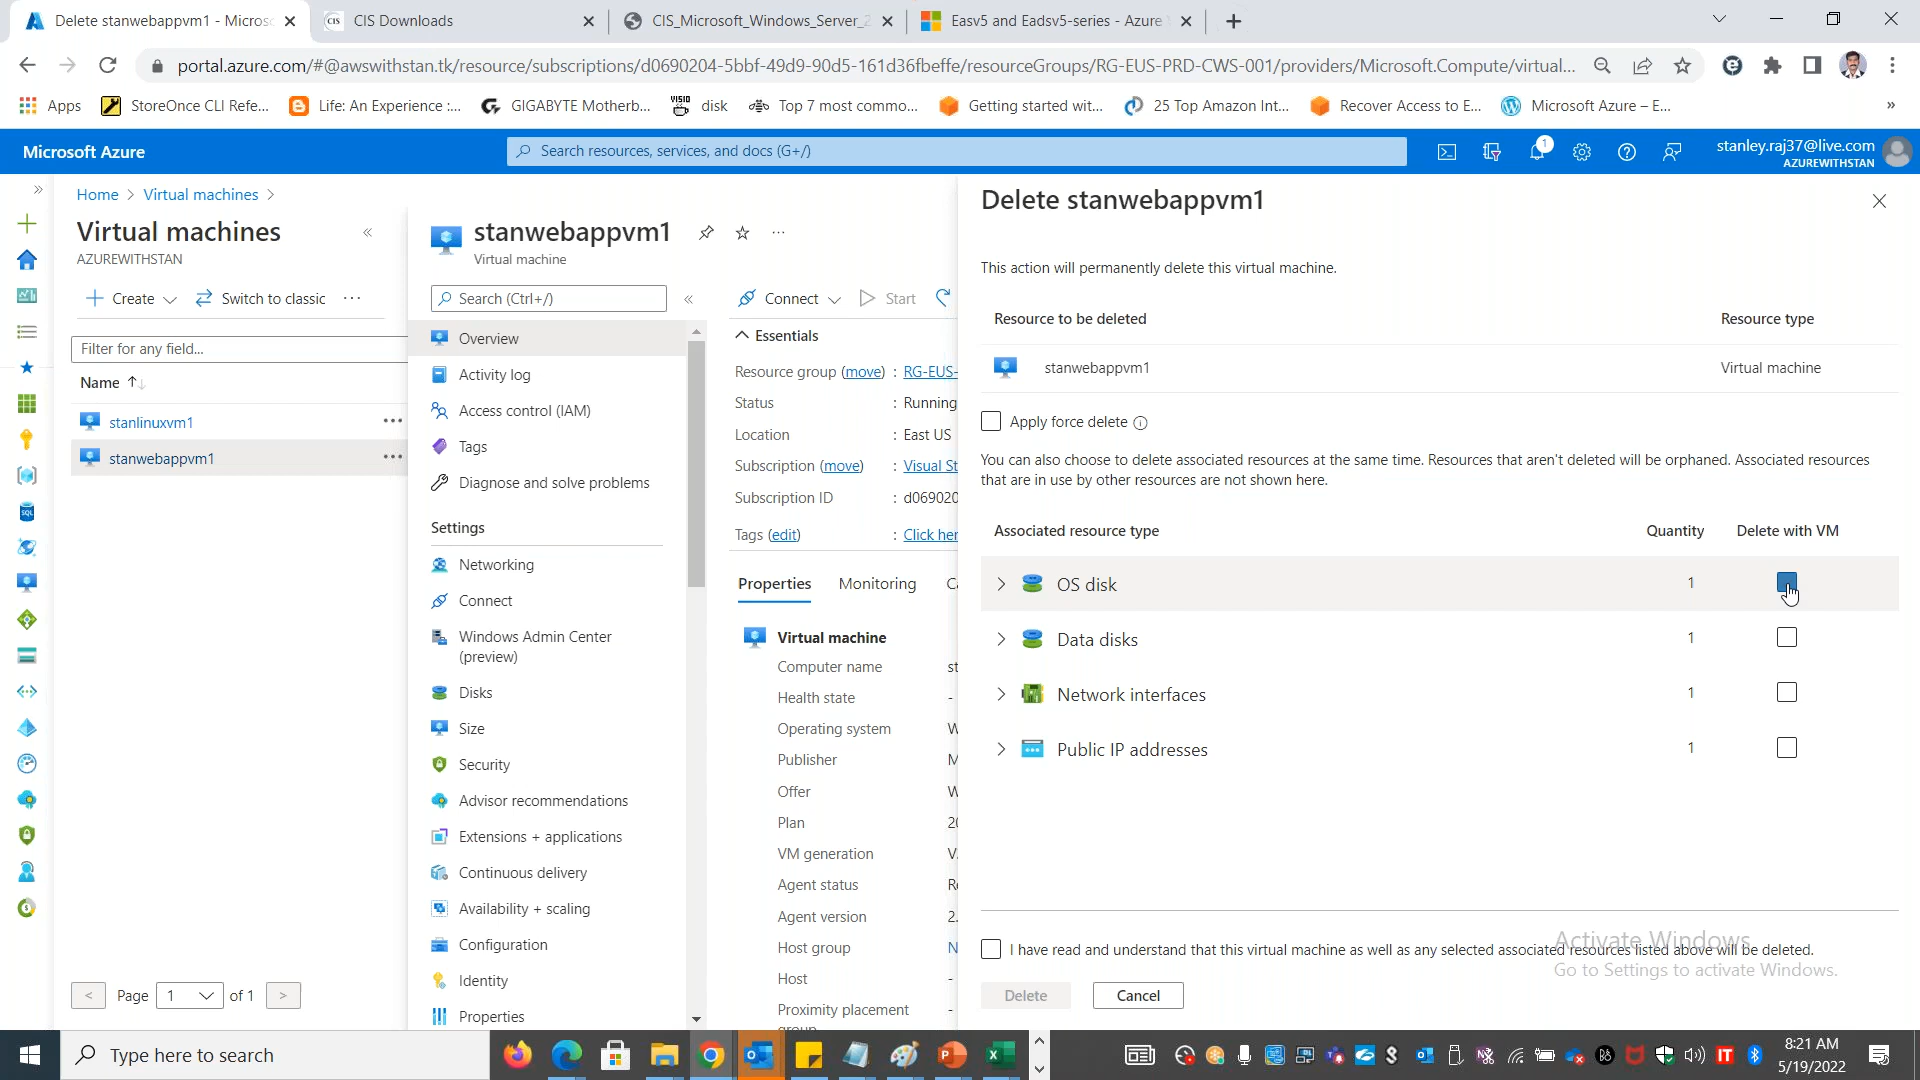 Delete stanwebappvm1 - Micros
CIS Downloads
CIS_Microsoft_Windows_Server_2
Easv5 and Eadsv5-series - Azure
portal.azure.com/#@awswithstan.tk/resource/subscriptions/d0690204-5bbf-49d9-90d5-161d36fbeffe/resourceGroups/RG-EUS-PRD-CWS-001/providers/Microsoft.Compute/virtual...
Apps
StoreOnce CLI Refe...
Life: An Experience :...
GIGABYTE Motherb...
disk
Top 7 most commo...
Getting started wit...
25 Top Amazon Int...
Recover Access to E...
Microsoft Azure – E...
Microsoft Azure
Search resources, services, and docs (G+/)
1
stanley.raj37@live.com
AZUREWITHSTAN
Home > Virtual machines >
Virtual machines
AZUREWITHSTAN
Create
Switch to classic
Filter for any field...
Name
stanlinuxvm1
stanwebappvm1
< Page 1 of 1 >
stanwebappvm1
Virtual machine
Search (Ctrl+/)
Overview
Activity log
Access control (IAM)
Tags
Diagnose and solve problems
Settings
Networking
Connect
Windows Admin Center
(preview)
Disks
Size
Security
Advisor recommendations
Extensions + applications
Continuous delivery
Availability + scaling
Configuration
Identity
Properties
Connect
Start
Essentials
Resource group (move) : RG-EUS-
Status : Running
Location : East US
Subscription (move) : Visual St
Subscription ID : d069020
Tags (edit) : Click her
Properties
Monitoring
Virtual machine
Computer name st
Health state -
Operating system W
Publisher M
Offer W
Plan 20
VM generation V
Agent status Re
Agent version 2.
Host group N
Host -
Proximity placement -
group
Delete stanwebappvm1
This action will permanently delete this virtual machine.
Resource to be deleted Resource type
stanwebappvm1 Virtual machine
Apply force delete
You can also choose to delete associated resources at the same time. Resources that aren't deleted will be orphaned. Associated resources
that are in use by other resources are not shown here.
Associated resource type Quantity Delete with VM
OS disk 1
Data disks 1
Network interfaces 1
Public IP addresses 1
I have read and understand that this virtual machine as well as any selected associated resources listed above will be deleted.
Activate Windows
Go to Settings to activate Windows.
Delete
Cancel
Type here to search
8:21 AM
5/19/2022